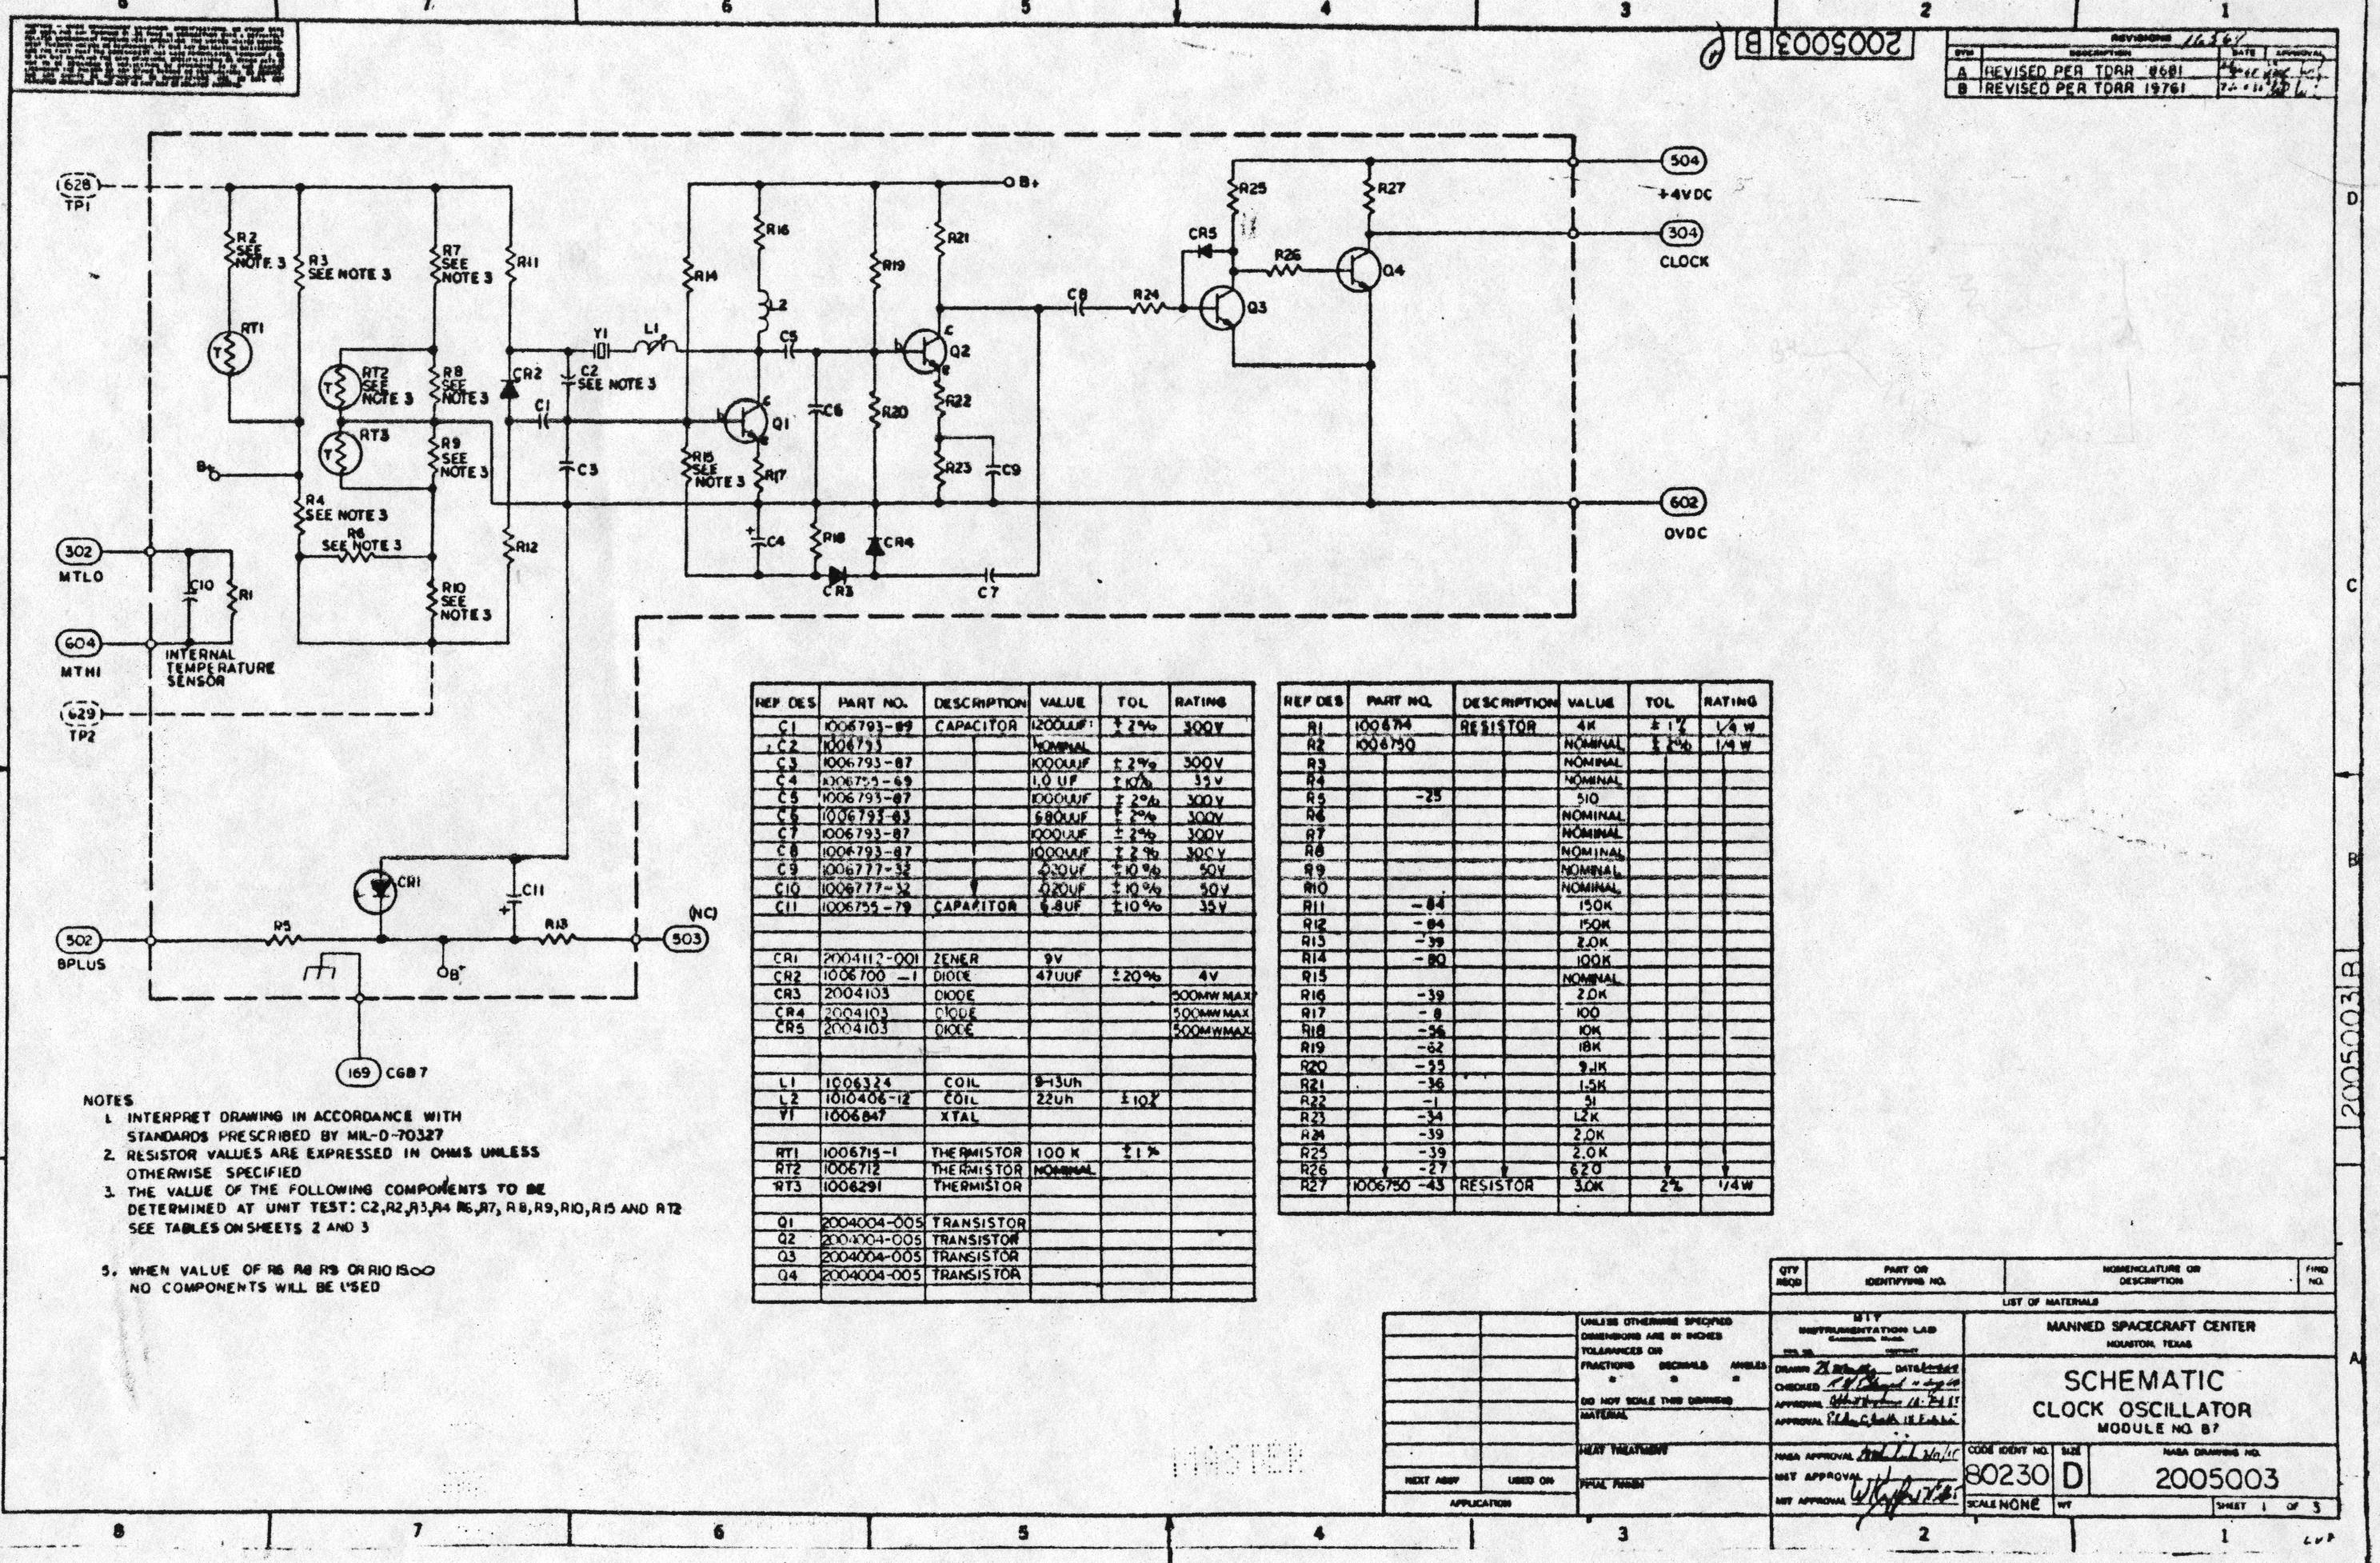 8 7 6 5 4 3 2 1
2005003 B
REVISIONS
SYM DESCRIPTION DATE APPROVAL
A REVISED PER TDRR 8681
B REVISED PER TDRR 19761
D
C
B
A
628
TP1
R2
SEE
NOTE 3
R3
SEE NOTE 3
R7
SEE
NOTE 3
R11
RT1
RT2
SEE
NOTE 3
R8
SEE
NOTE 3
CR2
RT3
R9
SEE
NOTE 3
C1
Y1
L1
C2
SEE NOTE 3
C3
B+
R4
SEE NOTE 3
R6
SEE NOTE 3
R10
SEE
NOTE 3
R12
302
MTLO
C10
R1
604
MTHI
INTERNAL
TEMPERATURE
SENSOR
629
TP2
R14
R16
L2
C5
R19
R21
B+
b
C
Q2
R15
SEE
NOTE 3
b
Q1
R17
C6
R20
R22
R23
C9
+
C4
R18
CR3
CR4
C7
C8
R24
CR5
R25
R26
Q3
R27
Q4
504
+4VDC
304
CLOCK
602
0VDC
CR1
C11
+
R5
R13
502
BPLUS
B+
(NC)
503
169 CGB7
REF DES PART NO. DESCRIPTION VALUE TOL RATING
C1 1006793-89 CAPACITOR 1200UUF ±2% 300V
C2 1006793 NOMINAL
C3 1006793-87 1000UUF ±2% 300V
C4 1006755-69 1.0 UF ±10% 35V
C5 1006793-87 1000UUF ±2% 300V
C6 1006793-83 680UUF ±2% 300V
C7 1006793-87 1000UUF ±2% 300V
C8 1006793-87 1000UUF ±2% 300V
C9 1006777-32 .020UF ±10% 50V
C10 1006777-32 .020UF ±10% 50V
C11 1006755-79 CAPACITOR 6.8UF ±10% 35V
CR1 2004112-001 ZENER 9V
CR2 1006700-1 DIODE 47UUF ±20% 4V
CR3 2004103 DIODE 500MW MAX
CR4 2004103 DIODE 500MW MAX
CR5 2004103 DIODE 500MW MAX
L1 1006324 COIL 9-13Uh
L2 1010406-12 COIL 22Uh ±10%
Y1 1006847 XTAL
RT1 1006715-1 THERMISTOR 100 K ±1%
RT2 1006712 THERMISTOR NOMINAL
RT3 1006291 THERMISTOR
Q1 2004004-005 TRANSISTOR
Q2 2004004-005 TRANSISTOR
Q3 2004004-005 TRANSISTOR
Q4 2004004-005 TRANSISTOR
REF DES PART NO. DESCRIPTION VALUE TOL RATING
R1 1006714 RESISTOR 4K ±1% 1/4 W
R2 1006750 NOMINAL ±2% 1/4 W
R3 NOMINAL
R4 NOMINAL
R5 -25 510
R6 NOMINAL
R7 NOMINAL
R8 NOMINAL
R9 NOMINAL
R10 NOMINAL
R11 -84 150K
R12 -84 150K
R13 -39 2.0K
R14 -80 100K
R15 NOMINAL
R16 -39 2.0K
R17 -8 100
R18 -56 10K
R19 -62 18K
R20 -55 9.1K
R21 -36 1.5K
R22 -1 51
R23 -34 1.2K
R24 -39 2.0K
R25 -39 2.0K
R26 -27 620
R27 1006750 -43 RESISTOR 3.0K 2% 1/4W
NOTES
1. INTERPRET DRAWING IN ACCORDANCE WITH
STANDARDS PRESCRIBED BY MIL-D-70327
2. RESISTOR VALUES ARE EXPRESSED IN OHMS UNLESS
OTHERWISE SPECIFIED
3. THE VALUE OF THE FOLLOWING COMPONENTS TO BE
DETERMINED AT UNIT TEST: C2,R2,R3,R4 R6,R7, R8,R9,R10,R15 AND RT2
SEE TABLES ON SHEETS 2 AND 3
5. WHEN VALUE OF R6 R8 R9 OR R10 IS ∞
NO COMPONENTS WILL BE USED
MASTER
QTY REQD PART OR IDENTIFYING NO. NOMENCLATURE OR DESCRIPTION FIND NO.
LIST OF MATERIALS
UNLESS OTHERWISE SPECIFIED
DIMENSIONS ARE IN INCHES
TOLERANCES ON
FRACTIONS DECIMALS ANGLES
DO NOT SCALE THIS DRAWING
MATERIAL
HEAT TREATMENT
FINAL FINISH
NEXT ASSY USED ON
APPLICATION
MIT
INSTRUMENTATION LAB
DRAWN DATE
CHECKED
APPROVAL
APPROVAL
NASA APPROVAL
MIT APPROVAL
MIT APPROVAL
MANNED SPACECRAFT CENTER
HOUSTON, TEXAS
SCHEMATIC
CLOCK OSCILLATOR
MODULE NO. B7
CODE IDENT NO. SIZE NASA DRAWING NO.
80230 D 2005003
SCALE NONE WT SHEET 1 OF 3
2005003 B
8 7 6 5 4 3 2 1